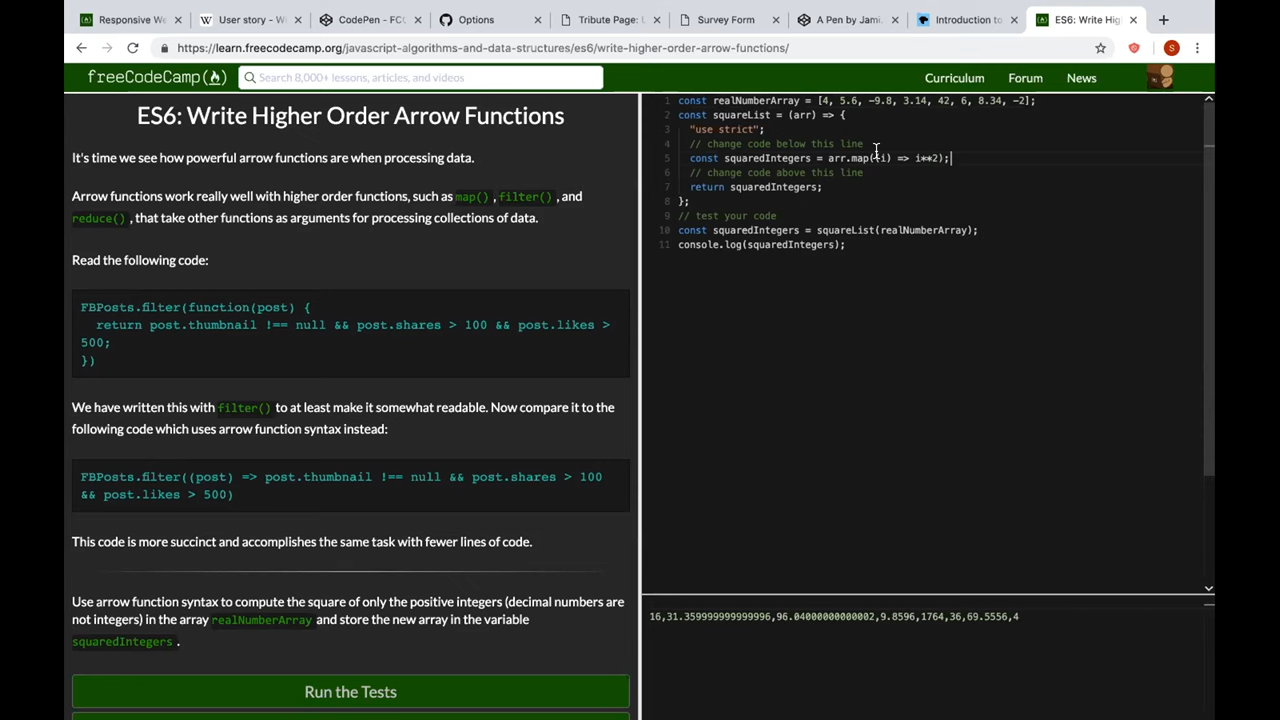 Responsive We
User story - Wi
CodePen - FCC
Options
Tribute Page: L
Survey Form
A Pen by Jami
Introduction to
ES6: Write Hig
https://learn.freecodecamp.org/javascript-algorithms-and-data-structures/es6/write-higher-order-arrow-functions/
S
freeCodeCamp
Search 8,000+ lessons, articles, and videos
Curriculum
Forum
News
ES6: Write Higher Order Arrow Functions
It's time we see how powerful arrow functions are when processing data.
Arrow functions work really well with higher order functions, such as map() , filter() , and
reduce() , that take other functions as arguments for processing collections of data.
Read the following code:
FBPosts.filter(function(post) {
return post.thumbnail !== null && post.shares > 100 && post.likes >
500;
})
We have written this with filter() to at least make it somewhat readable. Now compare it to the
following code which uses arrow function syntax instead:
FBPosts.filter((post) => post.thumbnail !== null && post.shares > 100
&& post.likes > 500)
This code is more succinct and accomplishes the same task with fewer lines of code.
Use arrow function syntax to compute the square of only the positive integers (decimal numbers are
not integers) in the array realNumberArray and store the new array in the variable
squaredIntegers .
Run the Tests
1 const realNumberArray = [4, 5.6, -9.8, 3.14, 42, 6, 8.34, -2];
2 const squareList = (arr) => {
3 "use strict";
4 // change code below this line
5 const squaredIntegers = arr.map((i) => i**2);
6 // change code above this line
7 return squaredIntegers;
8 };
9 // test your code
10 const squaredIntegers = squareList(realNumberArray);
11 console.log(squaredIntegers);
16,31.359999999999996,96.04000000000002,9.8596,1764,36,69.5556,4